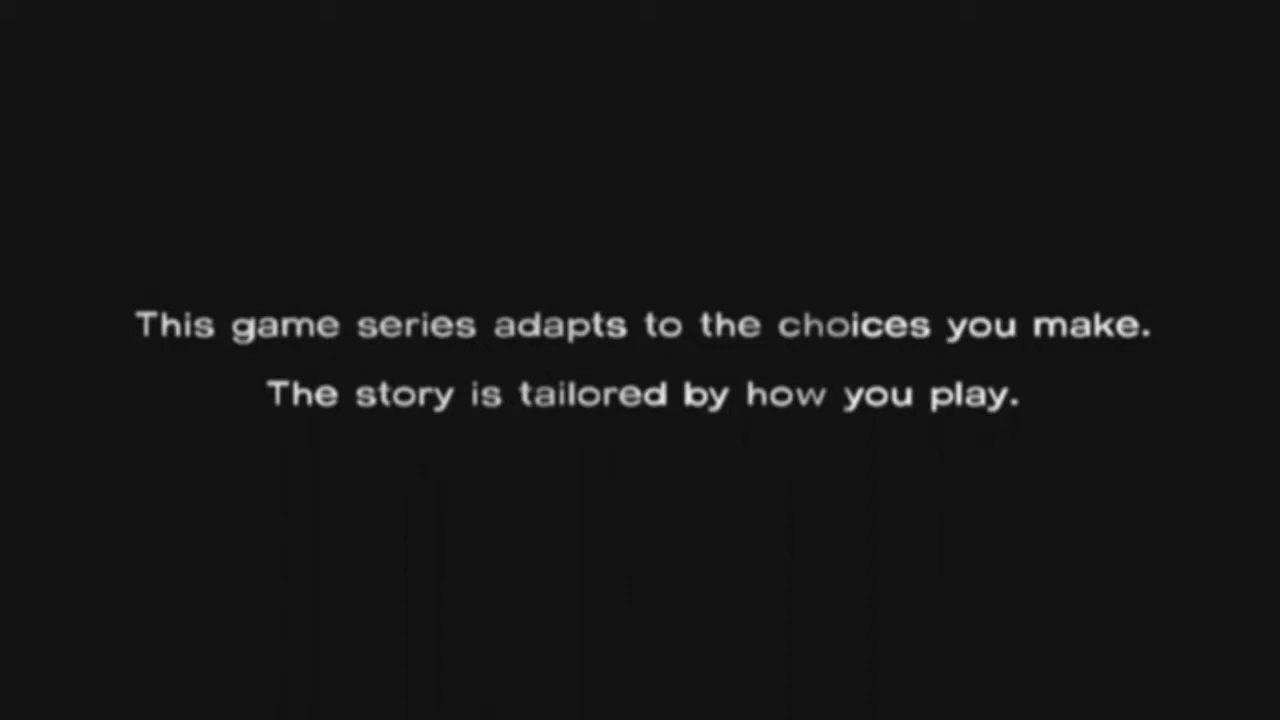 This game series adapts to the choices you make.
The story is tailored by how you play.